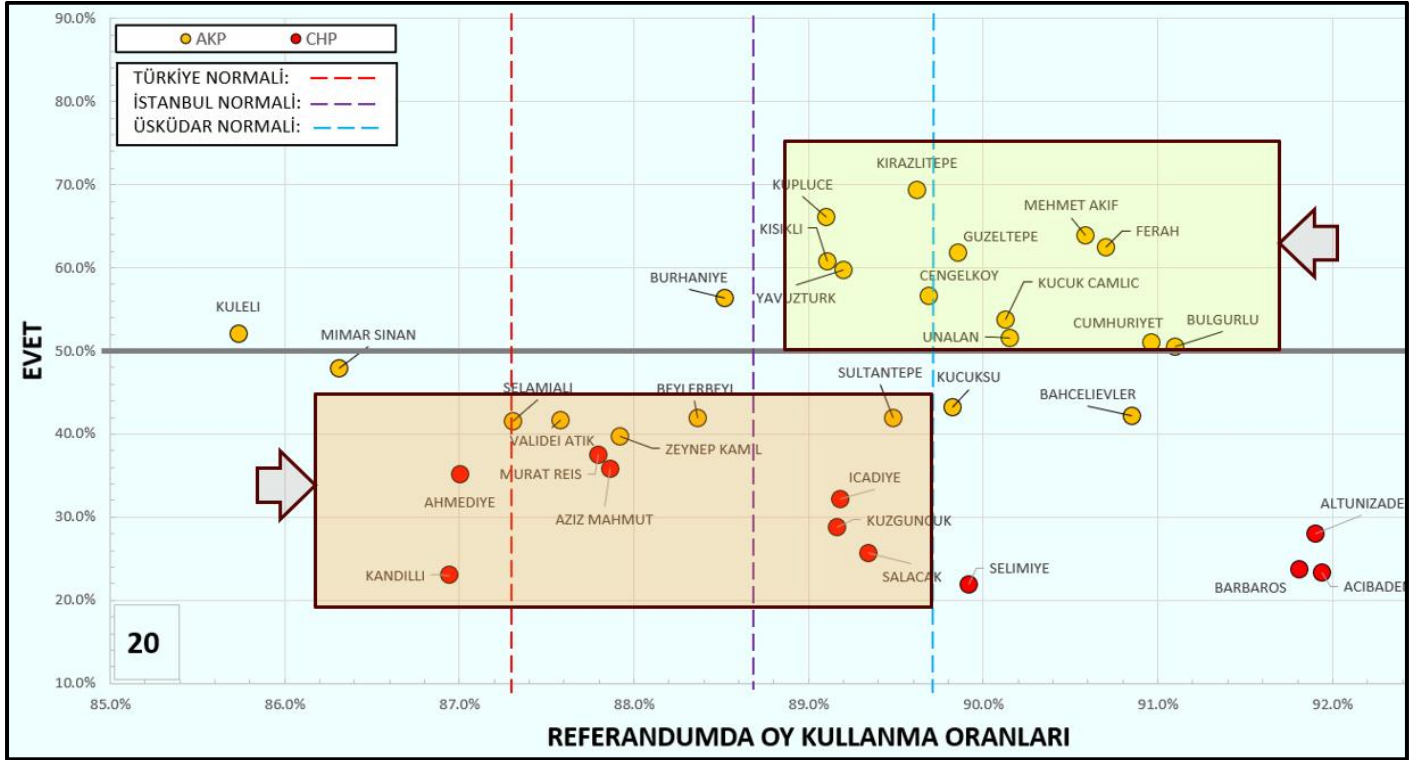 90.0%
AKP CHP
TÜRKİYE NORMALİ:
İSTANBUL NORMALİ:
ÜSKÜDAR NORMALİ:
80.0%
KIRAZLITEPE
70.0%
KUPLUCE
MEHMET AKIF
KISIKLI
GUZELTEPE
FERAH
60.0%
BURHANIYE
CENGELKOY
YAVUZTURK
KUCUK CAMLIC
KULELI
MIMAR SINAN
UNALAN
CUMHURIYET
BULGURLU
50.0%
EVET
SELAMIALI
BEYLERBEYI
SULTANTEPE
KUCUKSU
BAHCELIEVLER
40.0%
VALIDEI ATIK
ZEYNEP KAMIL
MURAT REIS
AHMEDIYE
AZIZ MAHMUT
ICADIYE
ALTUNIZADE
30.0%
KUZGUNCUK
KANDILLI
SALACAK
SELIMIYE
BARBAROS
ACIBADEM
20.0%
20
10.0%
85.0% 86.0% 87.0% 88.0% 89.0% 90.0% 91.0% 92.0%
REFERANDUMDA OY KULLANMA ORANLARI